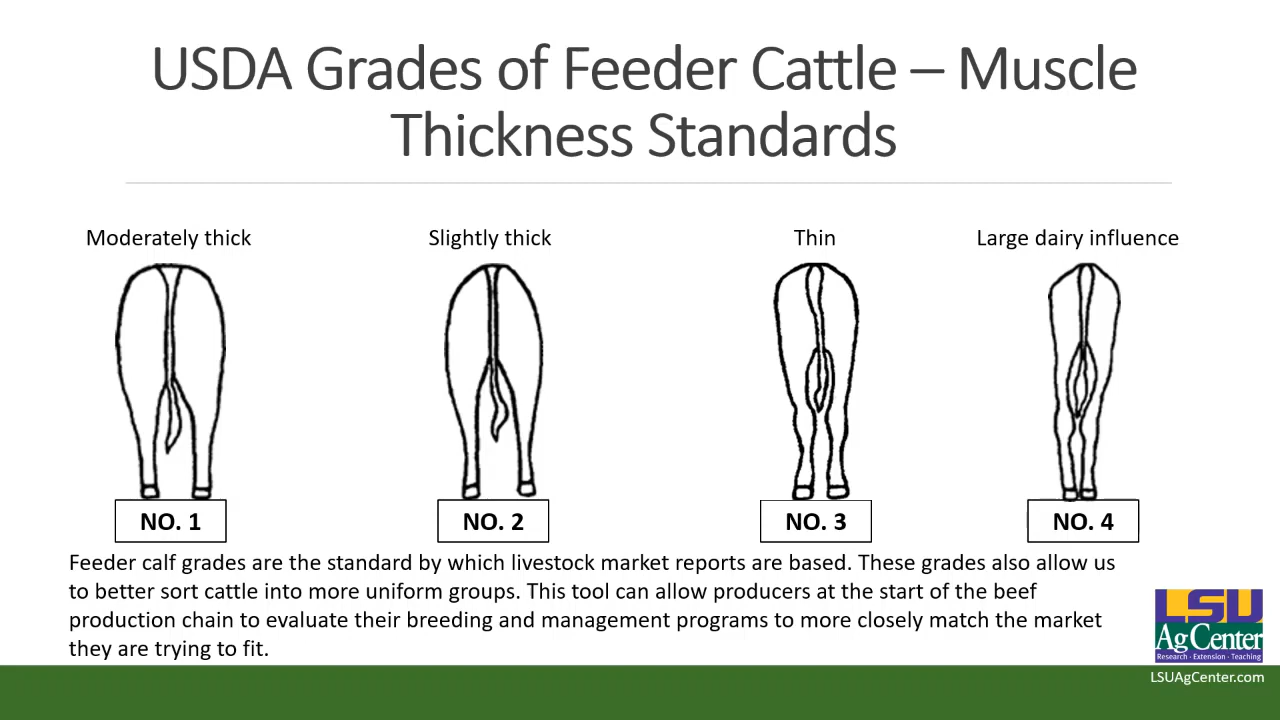 USDA Grades of Feeder Cattle – Muscle
Thickness Standards
Moderately thick
Slightly thick
Thin
Large dairy influence
NO. 1
NO. 2
NO. 3
NO. 4
Feeder calf grades are the standard by which livestock market reports are based. These grades also allow us
to better sort cattle into more uniform groups. This tool can allow producers at the start of the beef
production chain to evaluate their breeding and management programs to more closely match the market
they are trying to fit.
LSU
AgCenter
Research · Extension · Teaching
LSUAgCenter.com